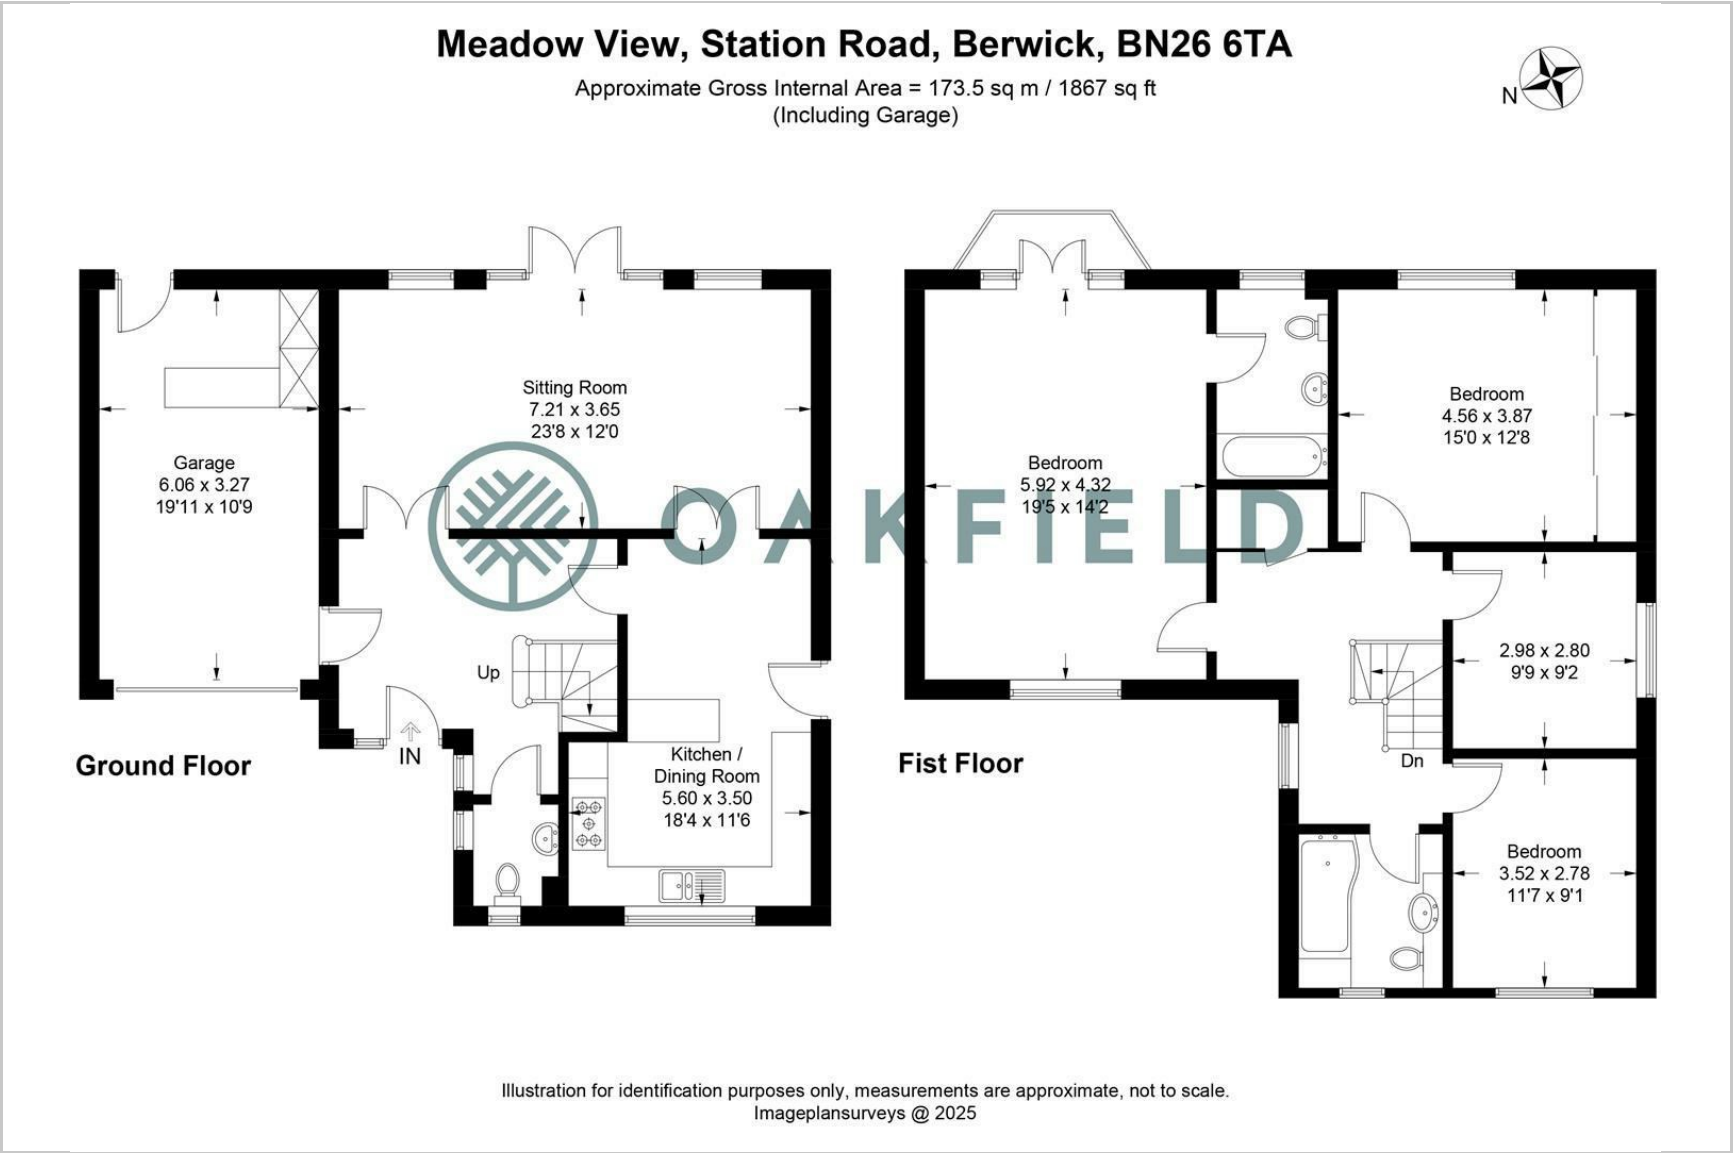 Meadow View, Station Road, Berwick, BN26 6TA
Approximate Gross Internal Area = 173.5 sq m / 1867 sq ft
(Including Garage)
N
Sitting Room
7.21 x 3.65
23'8 x 12'0
Garage
6.06 x 3.27
19'11 x 10'9
Up
IN
Kitchen /
Dining Room
5.60 x 3.50
18'4 x 11'6
Ground Floor
OAKFIELD
Bedroom
5.92 x 4.32
19'5 x 14'2
Bedroom
4.56 x 3.87
15'0 x 12'8
2.98 x 2.80
9'9 x 9'2
Dn
Bedroom
3.52 x 2.78
11'7 x 9'1
Fist Floor
Illustration for identification purposes only, measurements are approximate, not to scale.
Imageplansurveys @ 2025